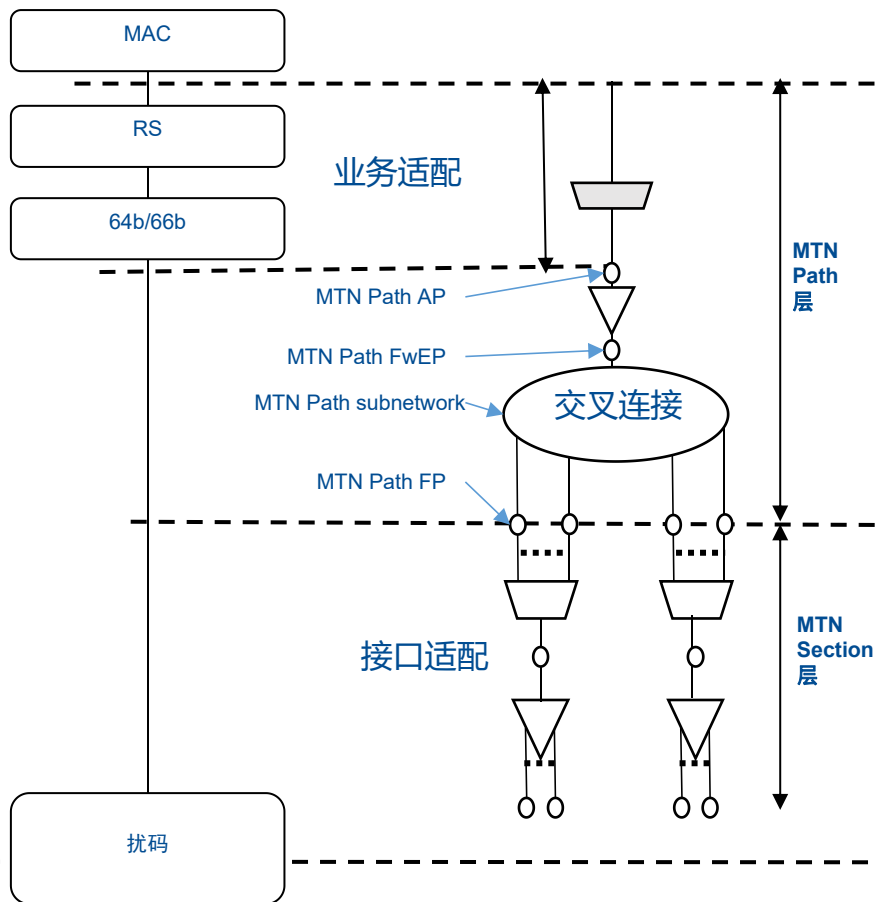 MAC
RS
业务适配
64b/66b
MTN
Path
层
MTN Path AP
MTN Path FwEP
MTN Path subnetwork
交叉连接
MTN Path FP
接口适配
MTN
Section
层
扰码